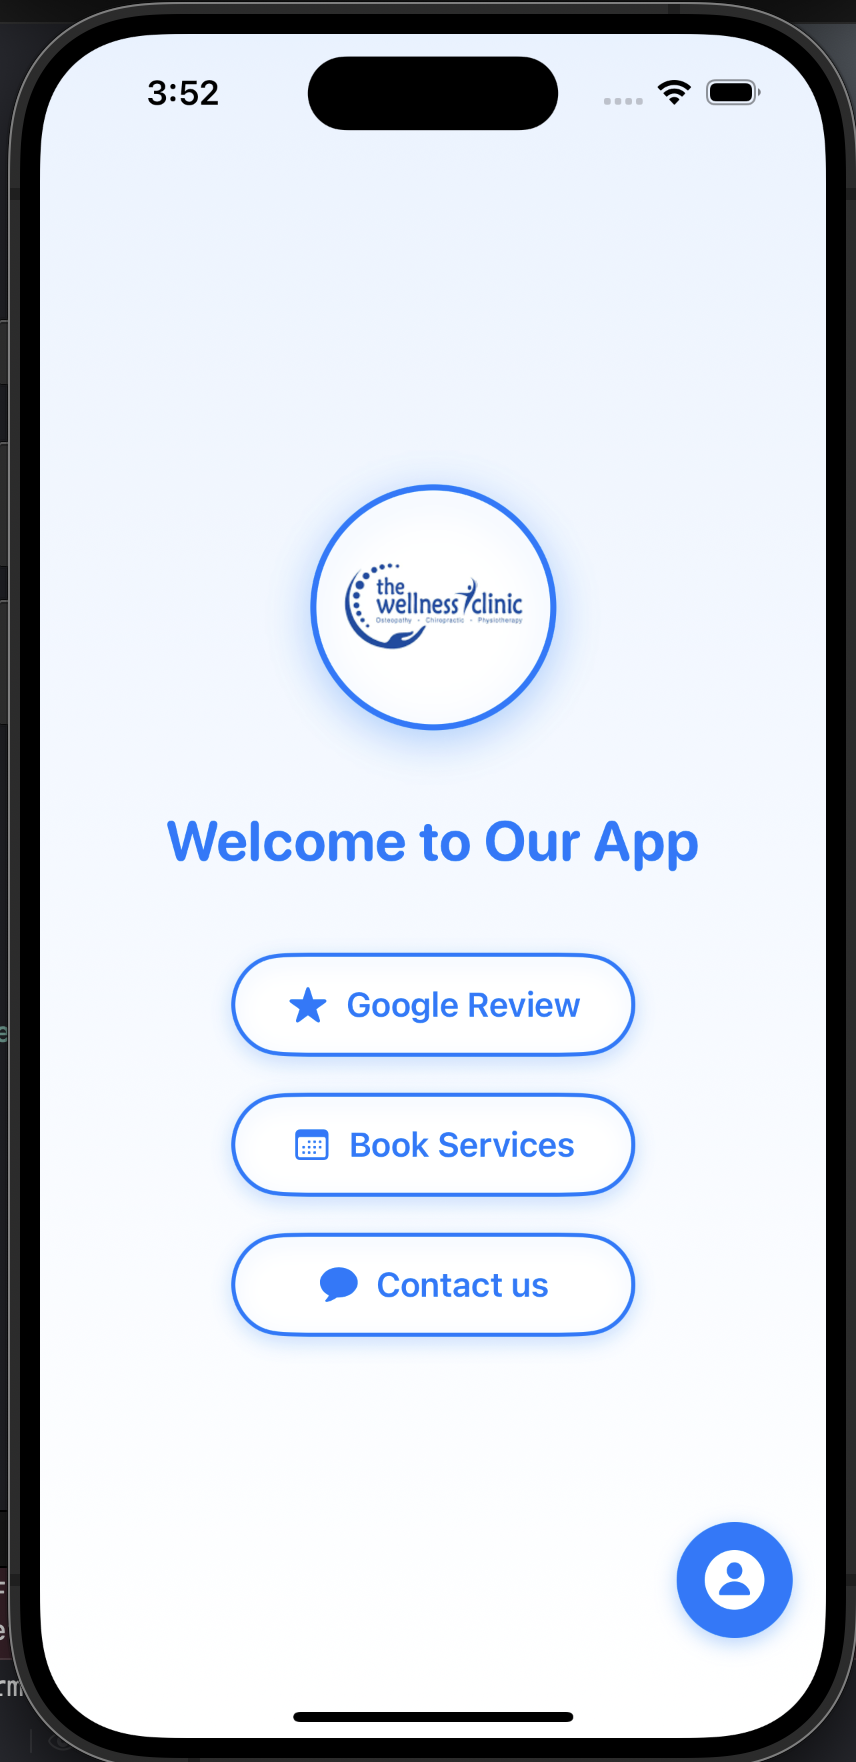 3:52
the
wellness clinic
Osteopathy - Chiropractic - Physiotherapy
Welcome to Our App
Google Review
Book Services
Contact us